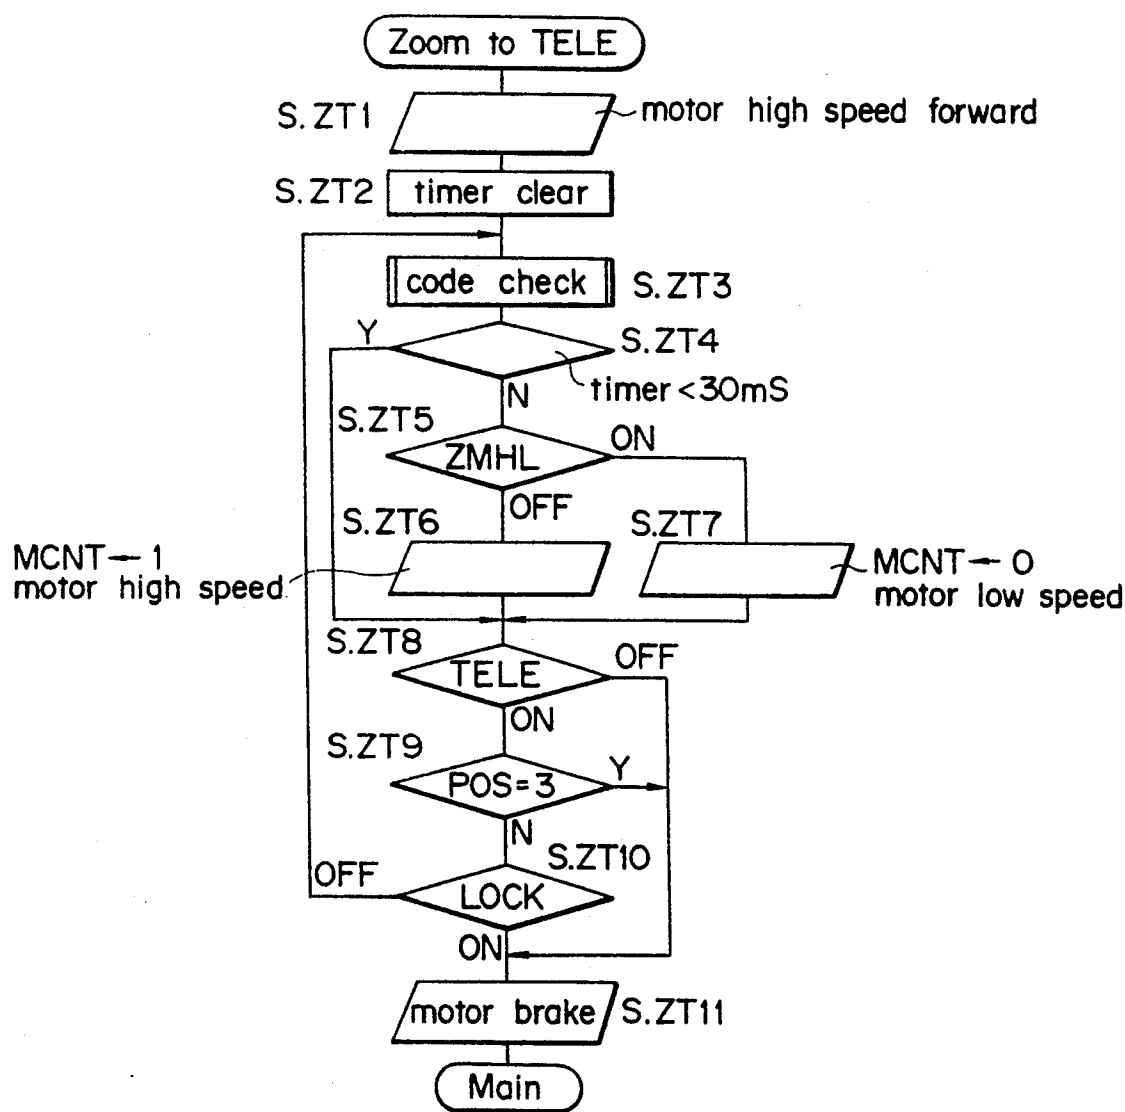 Zoom to TELE
S.ZT1
motor high speed forward
S.ZT2
timer clear
code check
S.ZT3
Y
S.ZT4
timer<30mS
N
S.ZT5
ZMHL
ON
OFF
S.ZT6
S.ZT7
MCNT←1
motor high speed
MCNT←0
motor low speed
S.ZT8
TELE
OFF
ON
S.ZT9
POS=3
Y
N
S.ZT10
OFF
LOCK
ON
motor brake
S.ZT11
Main